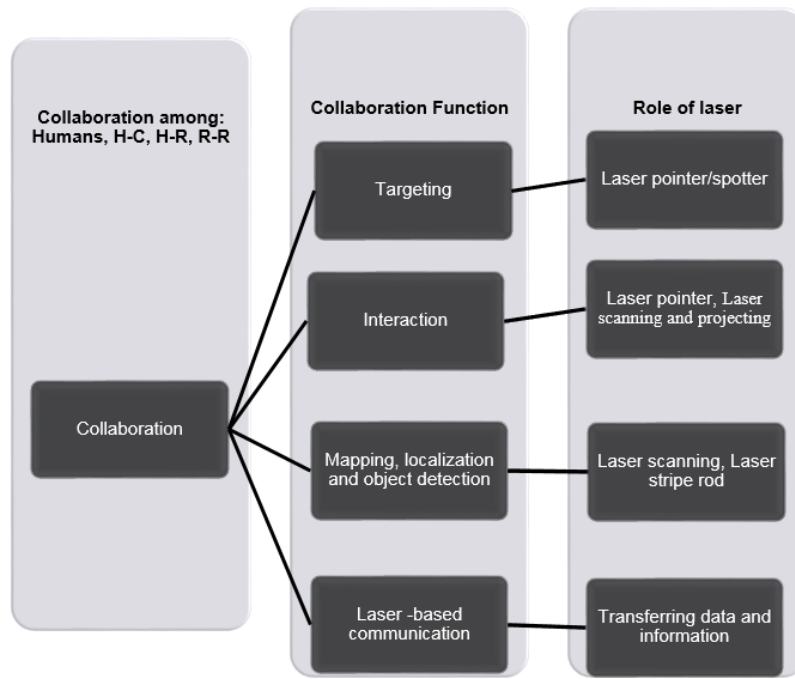 Collaboration among:
Humans, H-C, H-R, R-R
Collaboration
Collaboration Function
Targeting
Interaction
Mapping, localization
and object detection
Laser -based
communication
Role of laser
Laser pointer/spotter
Laser pointer, Laser
scanning and projecting
Laser scanning, Laser
stripe rod
Transferring data and
information